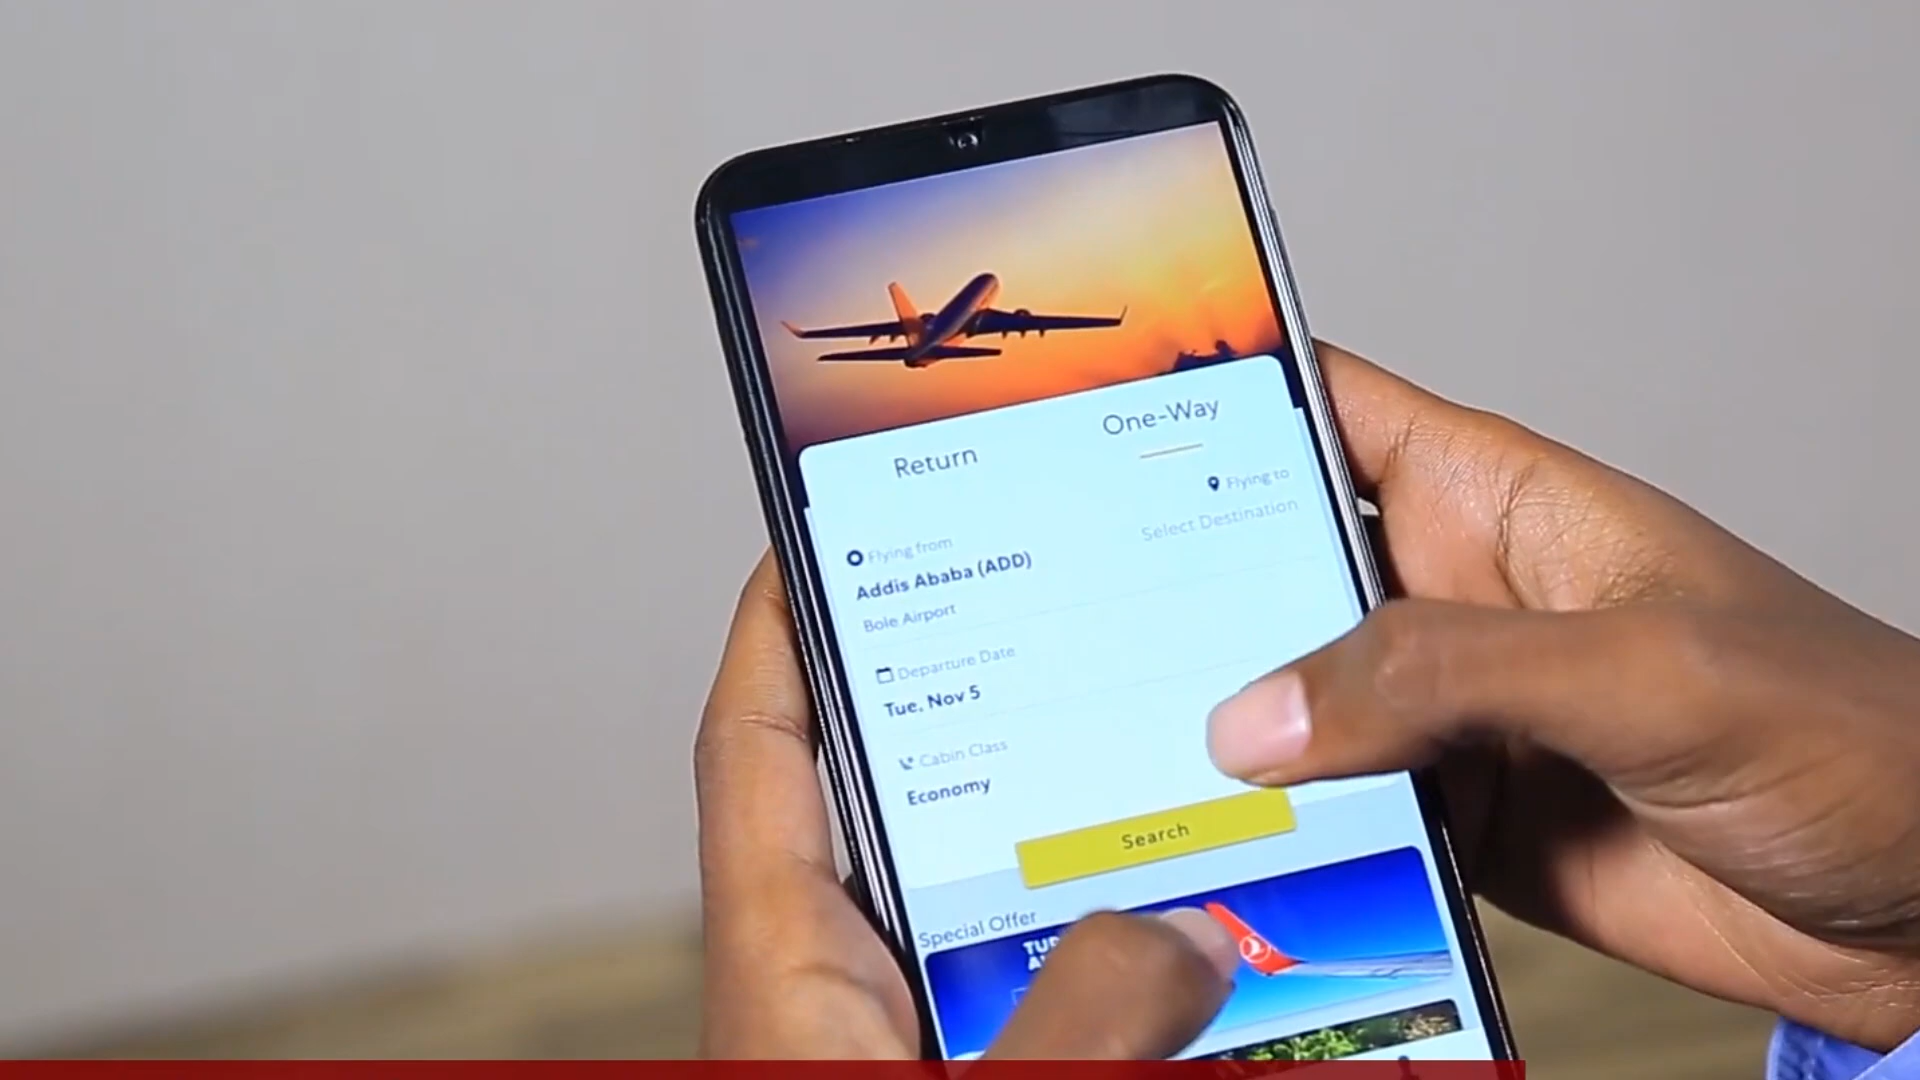 Return
One-Way
Flying from
Flying to
Addis Ababa (ADD)
Select Destination
Bole Airport
Departure Date
Tue, Nov 5
Cabin Class
Economy
Search
Special Offer